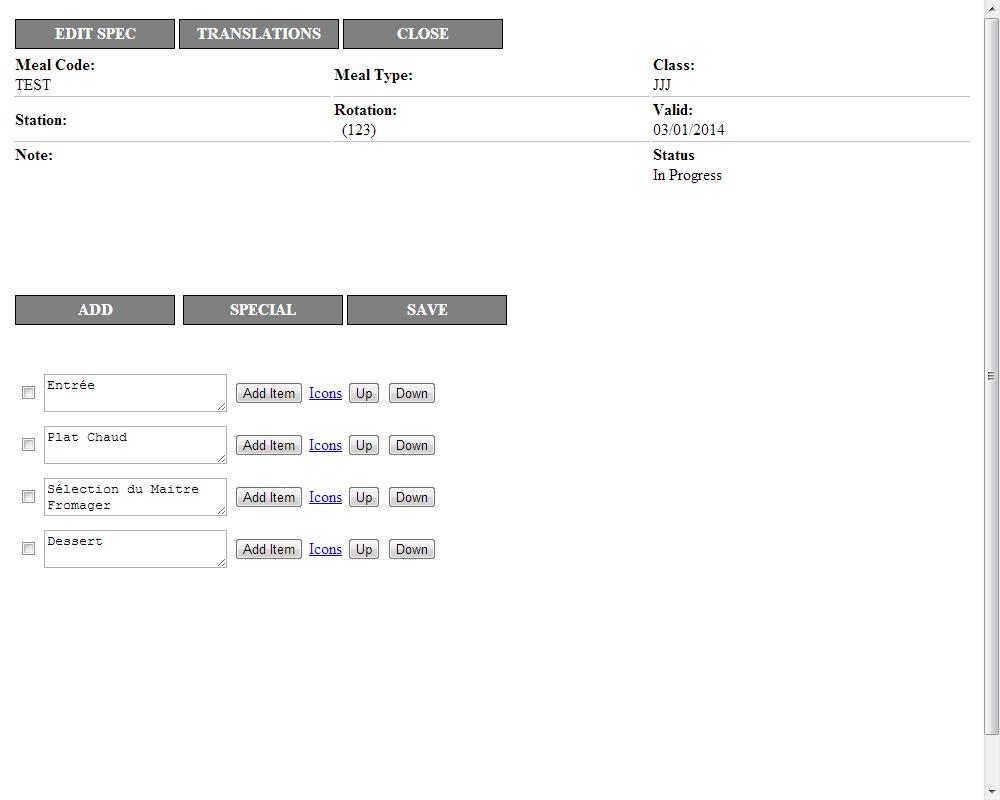 EDIT SPEC TRANSLATIONS CLOSE
Meal Code: Meal Type: Class:
TEST JJJ
Station: Rotation: Valid:
(123) 03/01/2014
Note: Status
In Progress
ADD SPECIAL SAVE
Entrée Add Item Icons Up Down
Plat Chaud Add Item Icons Up Down
Sélection du Maitre
Fromager Add Item Icons Up Down
Dessert Add Item Icons Up Down